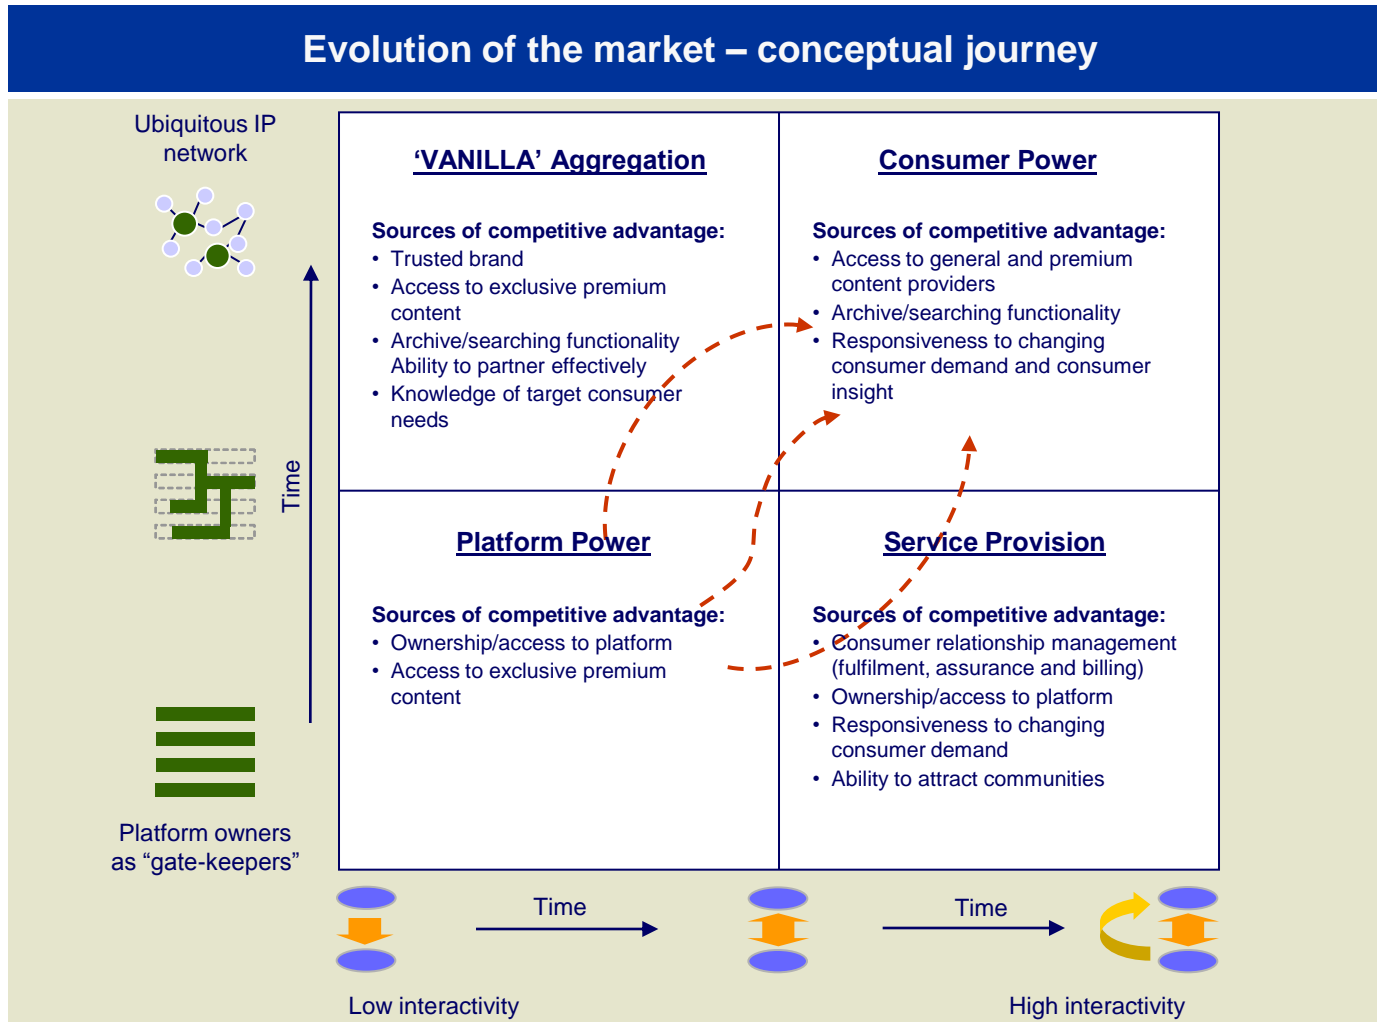 Evolution of the market – conceptual journey
Ubiquitous IP
network
‘VANILLA’ Aggregation
Sources of competitive advantage:
• Trusted brand
• Access to exclusive premium
content
• Archive/searching functionality
Ability to partner effectively
• Knowledge of target consumer
needs
Consumer Power
Sources of competitive advantage:
• Access to general and premium
content providers
• Archive/searching functionality
• Responsiveness to changing
consumer demand and consumer
insight
Time
Platform Power
Sources of competitive advantage:
• Ownership/access to platform
• Access to exclusive premium
content
Service Provision
Sources of competitive advantage:
• Consumer relationship management
(fulfilment, assurance and billing)
• Ownership/access to platform
• Responsiveness to changing
consumer demand
• Ability to attract communities
Platform owners
as “gate-keepers”
Time
Time
Low interactivity
High interactivity